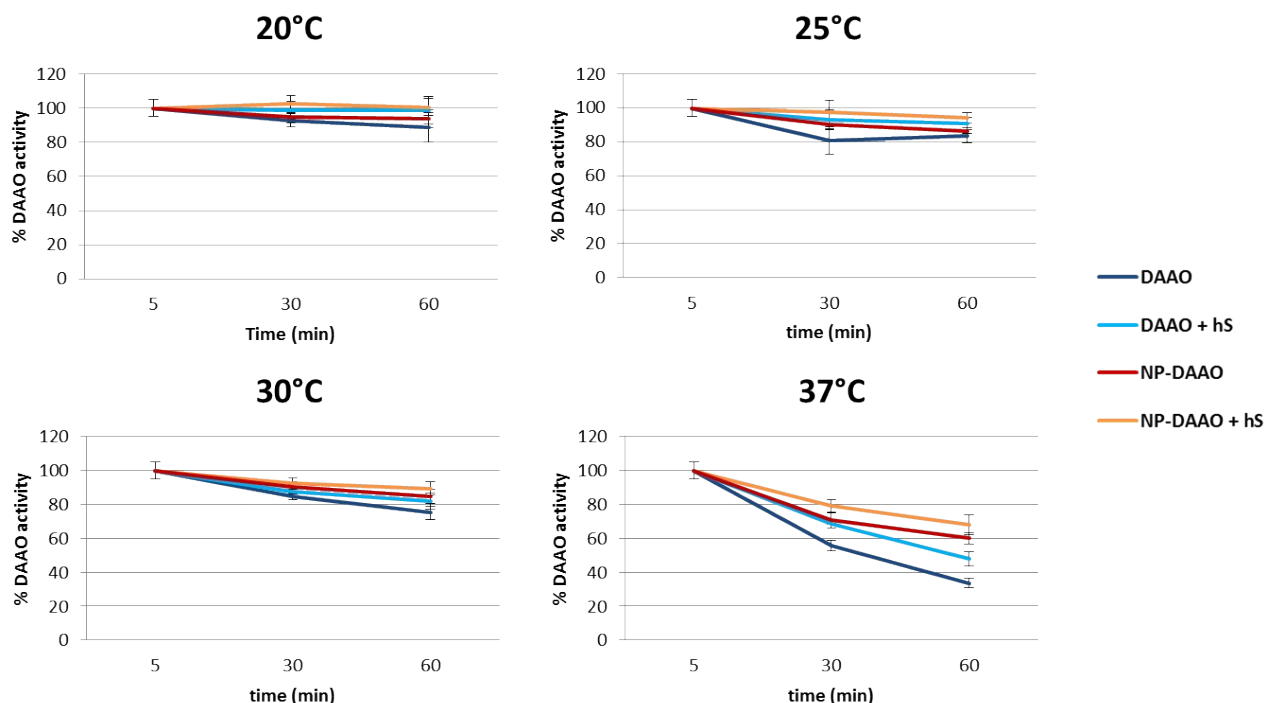 20°C
% DAAO activity
120
100
80
60
40
20
0
5 30 60
Time (min)
25°C
% DAAO activity
120
100
80
60
40
20
0
5 30 60
time (min)
30°C
% DAAO activity
120
100
80
60
40
20
0
5 30 60
time (min)
37°C
% DAAO activity
120
100
80
60
40
20
0
5 30 60
time (min)
DAAO
DAAO + hS
NP-DAAO
NP-DAAO + hS